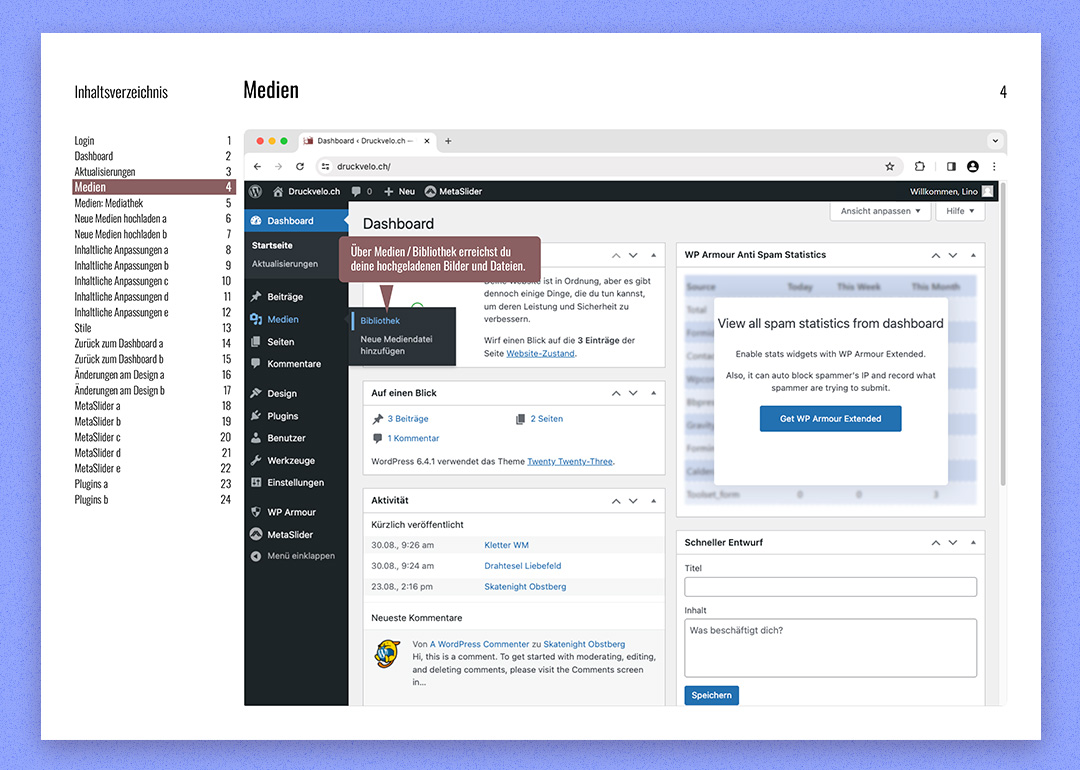 Inhaltsverzeichnis
Medien
4
Login 1
Dashboard 2
Aktualisierungen 3
Medien 4
Medien: Mediathek 5
Neue Medien hochladen a 6
Neue Medien hochladen b 7
Inhaltliche Anpassungen a 8
Inhaltliche Anpassungen b 9
Inhaltliche Anpassungen c 10
Inhaltliche Anpassungen d 11
Inhaltliche Anpassungen e 12
Stile 13
Zurück zum Dashboard a 14
Zurück zum Dashboard b 15
Änderungen am Design a 16
Änderungen am Design b 17
MetaSlider a 18
MetaSlider b 19
MetaSlider c 20
MetaSlider d 21
MetaSlider e 22
Plugins a 23
Plugins b 24
Dashboard ‹ Druckvelo.ch —
druckvelo.ch/
Druckvelo.ch 0 Neu MetaSlider
Willkommen, Lino
Dashboard
Startseite
Aktualisierungen
Beiträge
Medien
Seiten
Kommentare
Design
Plugins
Benutzer
Werkzeuge
Einstellungen
WP Armour
MetaSlider
Menü einklappen
Bibliothek
Neue Mediendatei
hinzufügen
Dashboard
Ansicht anpassen
Hilfe
Über Medien / Bibliothek erreichst du
deine hochgeladenen Bilder und Dateien.
Deine Website ist in Ordnung, aber es gibt
dennoch einige Dinge, die du tun kannst,
um deren Leistung und Sicherheit zu
verbessern.
Wirf einen Blick auf die 3 Einträge der
Seite Website-Zustand.
Auf einen Blick
3 Beiträge
2 Seiten
1 Kommentar
WordPress 6.4.1 verwendet das Theme Twenty Twenty-Three.
Aktivität
Kürzlich veröffentlicht
30.08., 9:26 am Kletter WM
30.08., 9:24 am Drahtesel Liebefeld
23.08., 2:16 pm Skatenight Obstberg
Neueste Kommentare
Von A WordPress Commenter zu Skatenight Obstberg
Hi, this is a comment. To get started with moderating, editing,
and deleting comments, please visit the Comments screen
in…
WP Armour Anti Spam Statistics
Source Today This Week This Month
Total
View all spam statistics from dashboard
Enable stats widgets with WP Armour Extended.
Also, it can auto block spammer's IP and record what
spammer are trying to submit.
Get WP Armour Extended
Toolset_form 0 0 3
Schneller Entwurf
Titel
Inhalt
Was beschäftigt dich?
Speichern